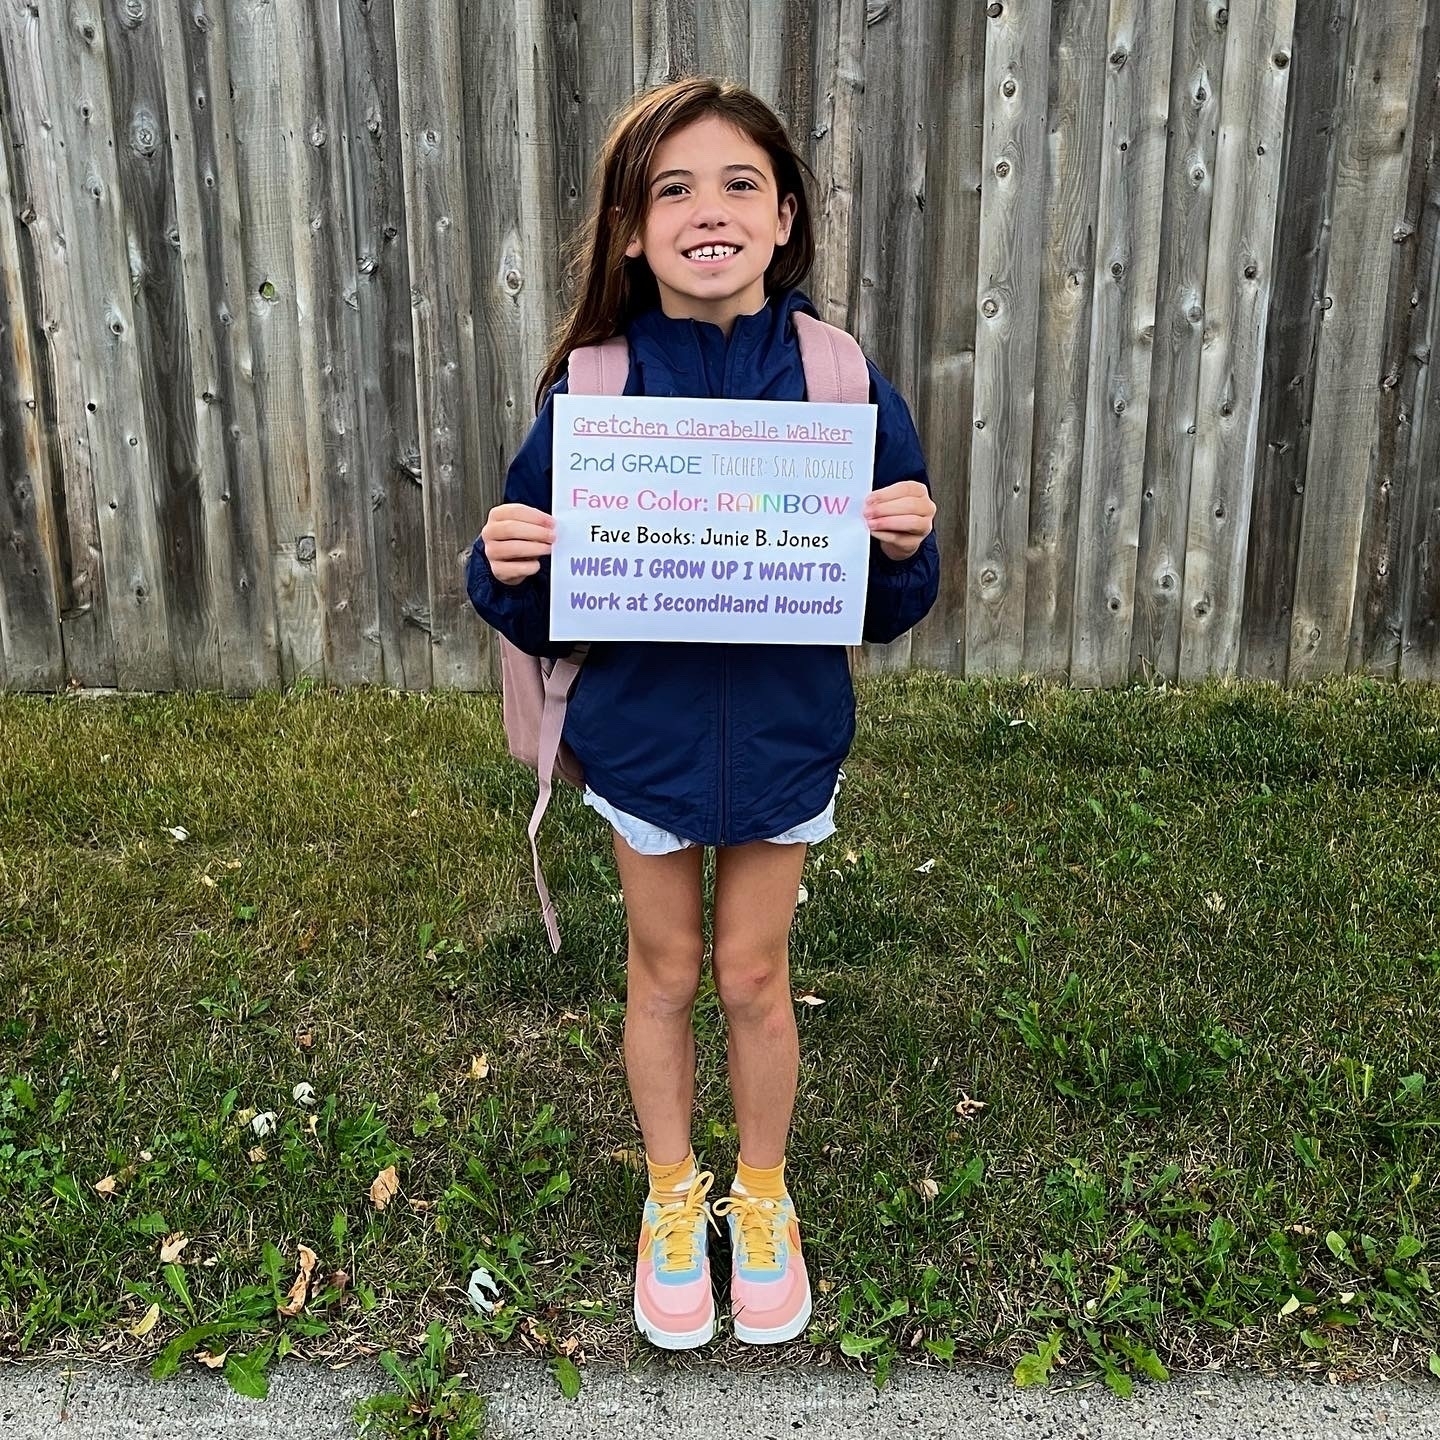 Gretchen Clarabelle Walker
2nd GRADE TEACHER: SRA. ROSALES
Fave Color: RAINBOW
Fave Books: Junie B. Jones
WHEN I GROW UP I WANT TO:
Work at SecondHand Hounds